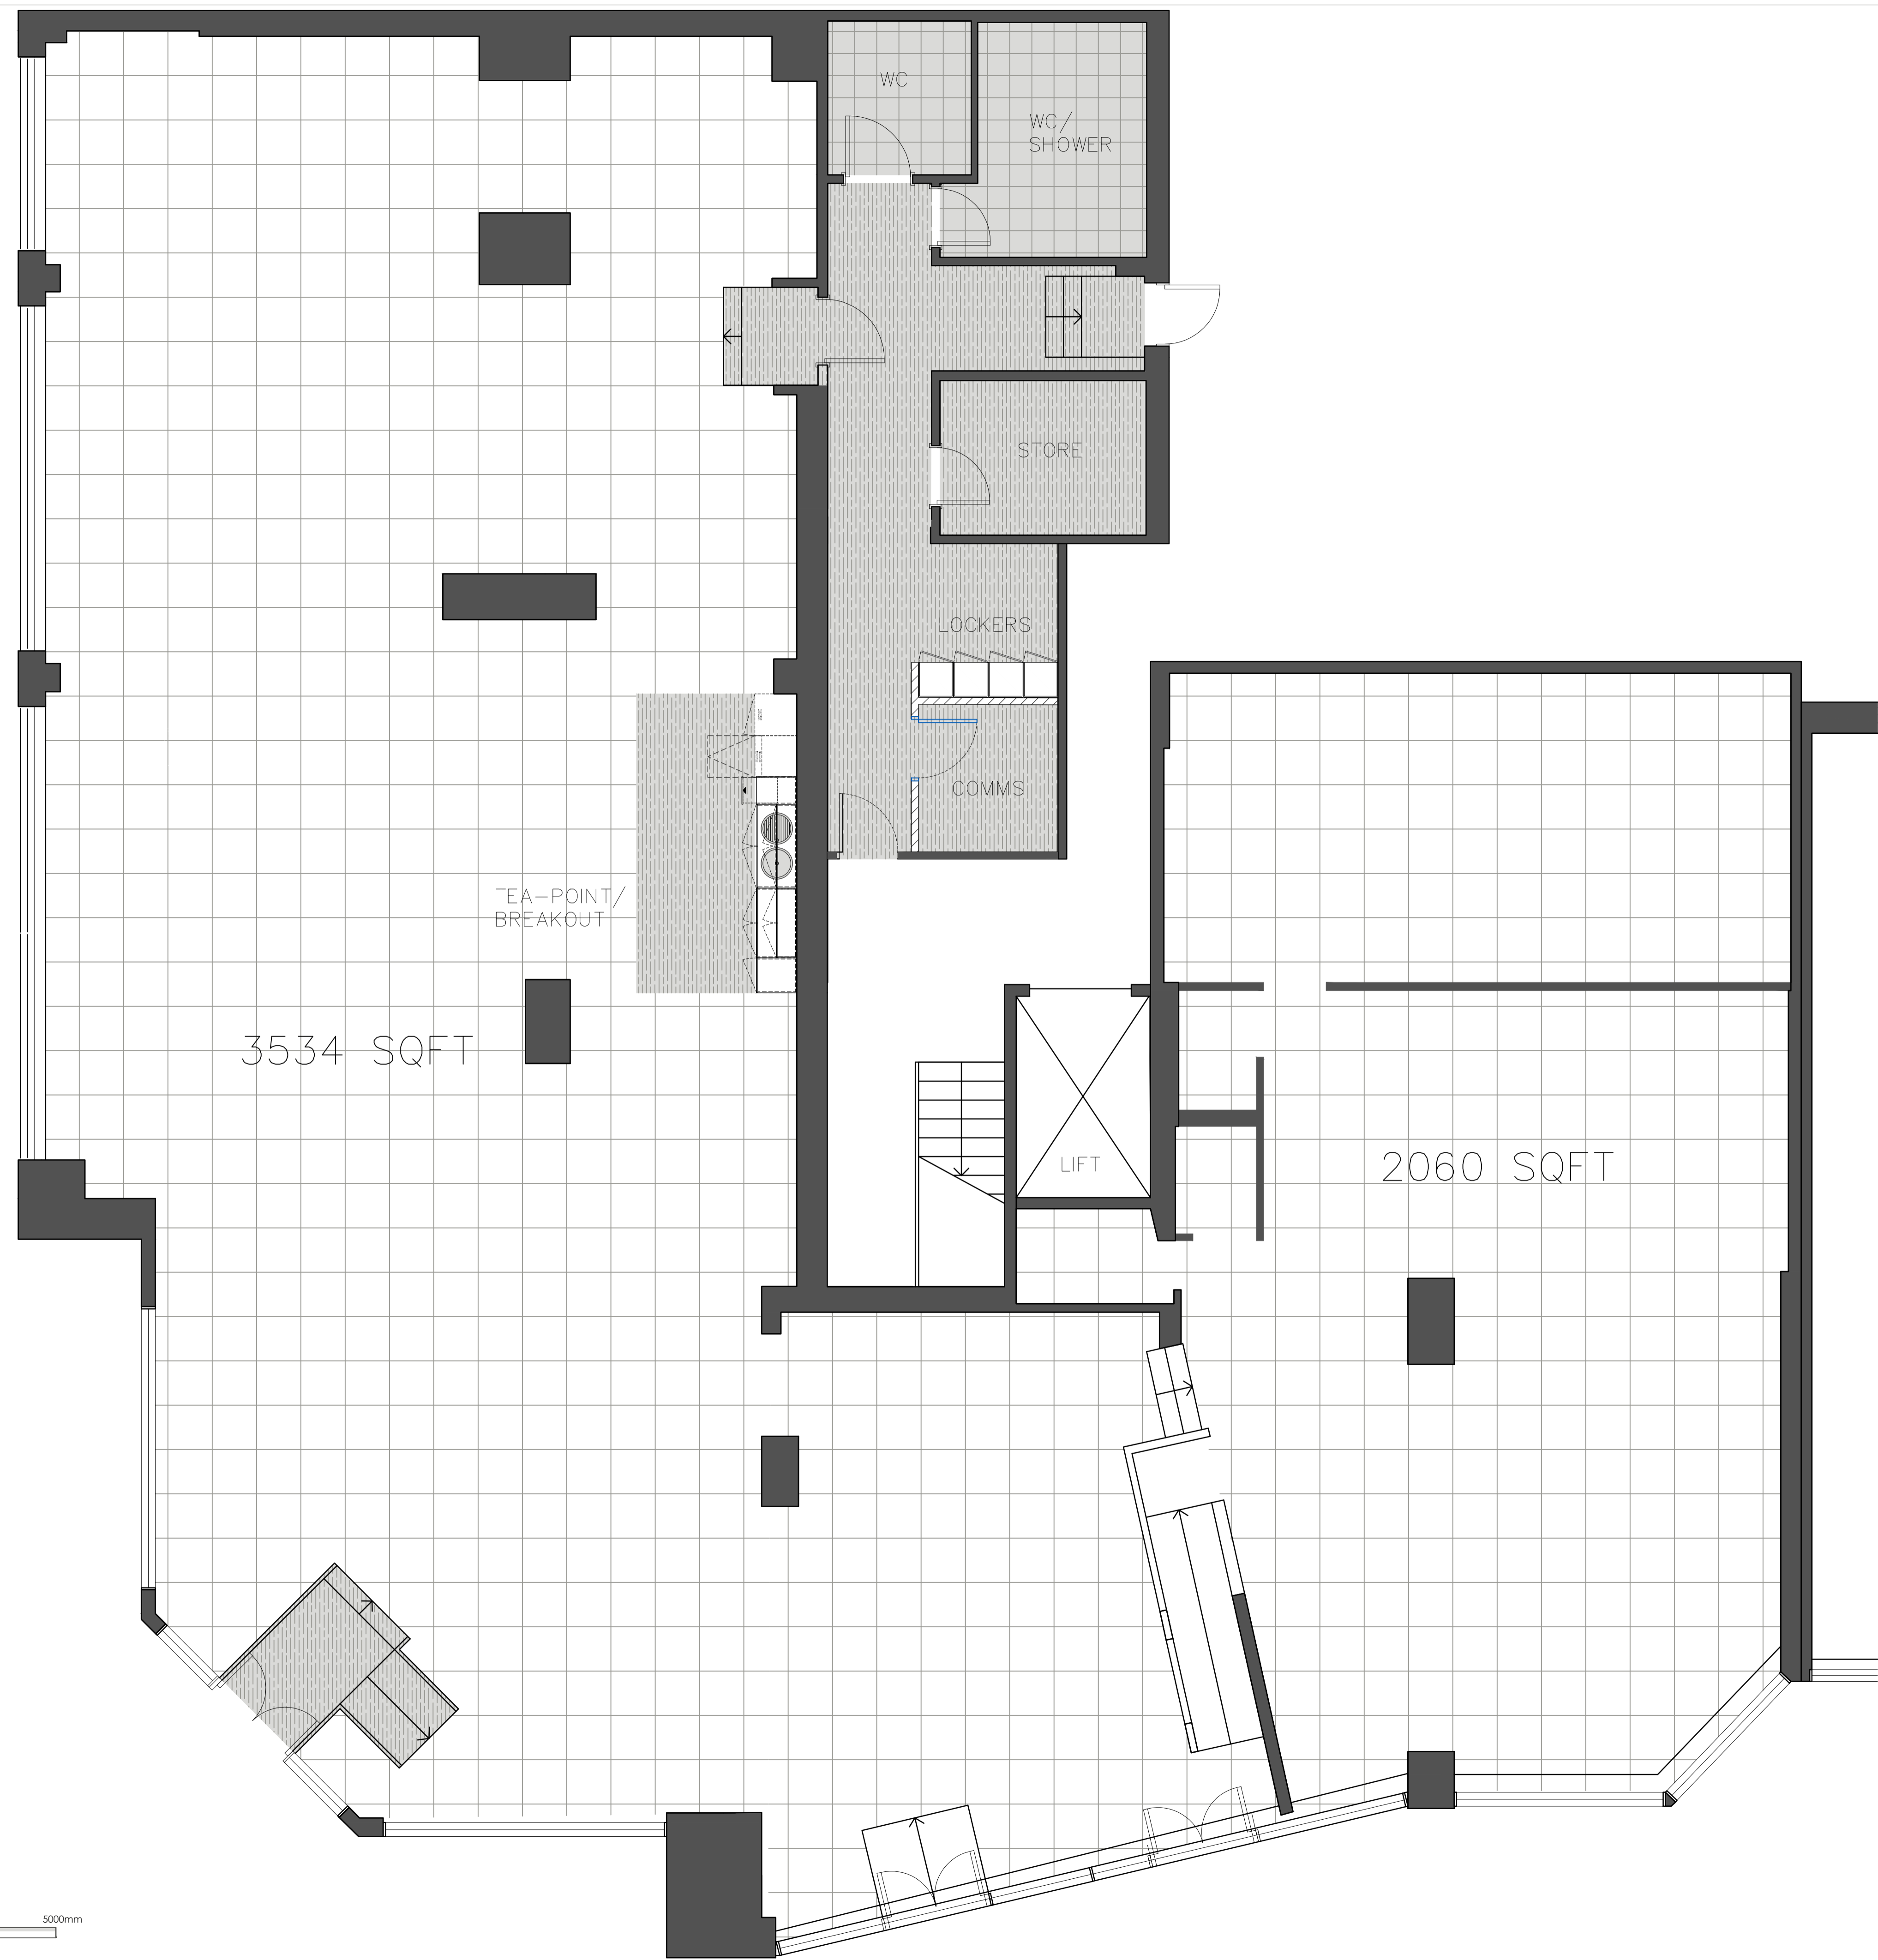 WC
WC/
SHOWER
STORE
LOCKERS
COMMS
TEA-POINT/
BREAKOUT
3534 SQFT
LIFT
2060 SQFT
5000mm